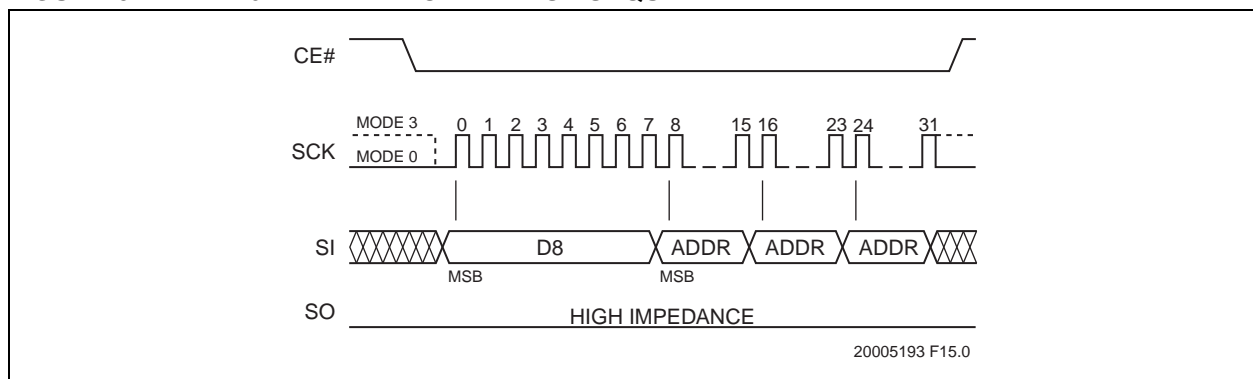 CE#
MODE 3
0 1 2 3 4 5 6 7 8 15 16 23 24 31
SCK
MODE 0
SI
D8
ADDR
ADDR
ADDR
MSB
MSB
SO
HIGH IMPEDANCE
20005193 F15.0